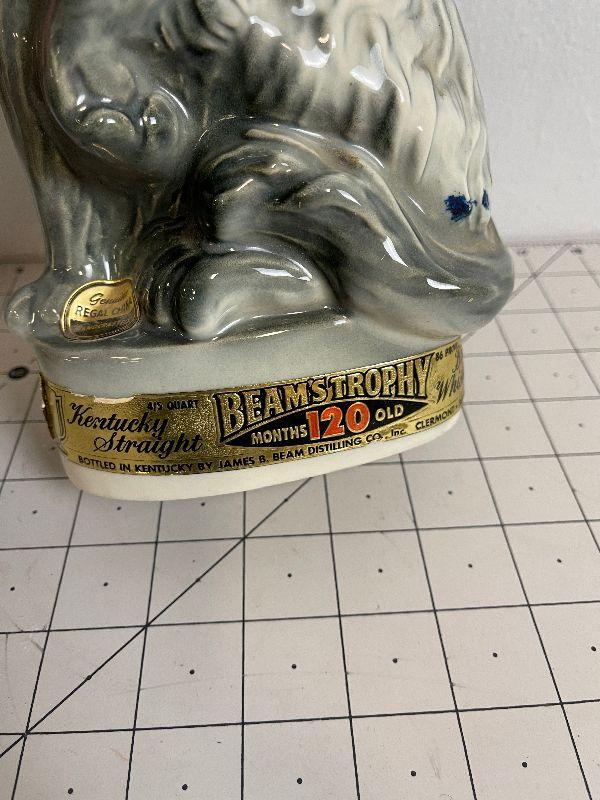 Genuine
REGAL CHINA
4/5 QUART
Kentucky
Straight
BEAM'S TROPHY
MONTHS 120 OLD
86 PROOF
BOTTLED IN KENTUCKY BY JAMES B. BEAM DISTILLING CO., Inc. CLERMONT